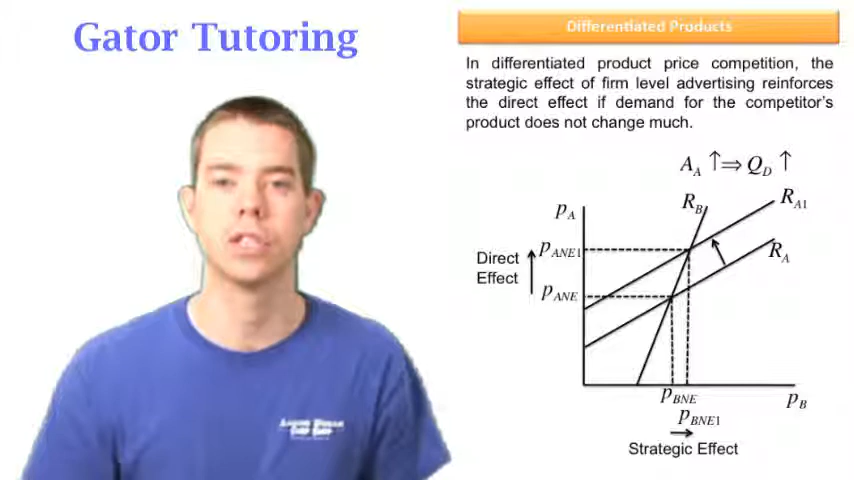 Gator Tutoring
Differentiated Products
In differentiated product price competition, the
strategic effect of firm level advertising reinforces
the direct effect if demand for the competitor's
product does not change much.
A_A ↑⇒ Q_D ↑
p_A
R_B
R_A1
Direct
Effect
p_ANE1
R_A
p_ANE
p_BNE
p_B
p_BNE1
Strategic Effect